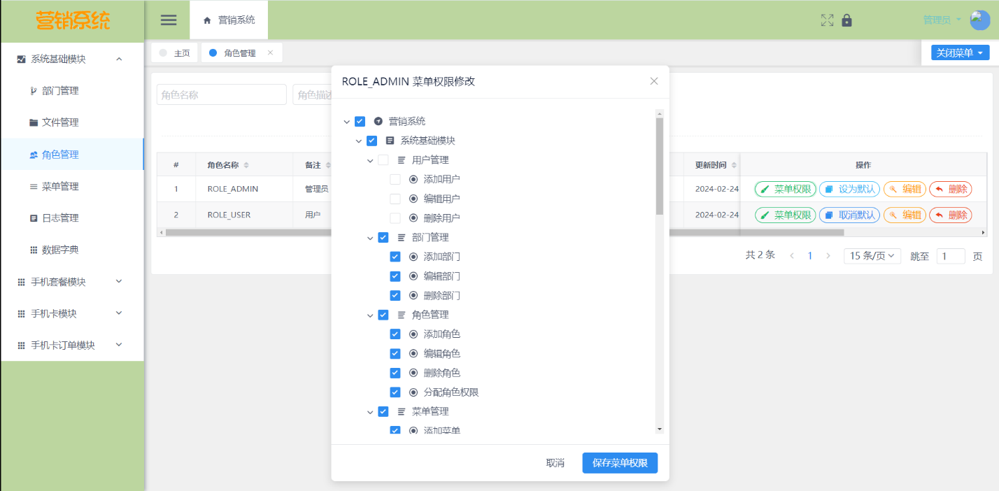 营销系统
营销系统
管理员
主页
角色管理
关闭菜单
系统基础模块
部门管理
文件管理
角色管理
菜单管理
日志管理
数据字典
手机套餐模块
手机卡模块
手机卡订单模块
角色名称
角色描述
# 角色名称 备注 更新时间 操作
1 ROLE_ADMIN 管理员 2024-02-24 菜单权限 设为默认 编辑 删除
2 ROLE_USER 用户 2024-02-24 菜单权限 取消默认 编辑 删除
共 2 条 1 15 条/页 跳至 1 页
ROLE_ADMIN 菜单权限修改
营销系统
系统基础模块
用户管理
添加用户
编辑用户
删除用户
部门管理
添加部门
编辑部门
删除部门
角色管理
添加角色
编辑角色
删除角色
分配角色权限
菜单管理
添加菜单
取消 保存菜单权限